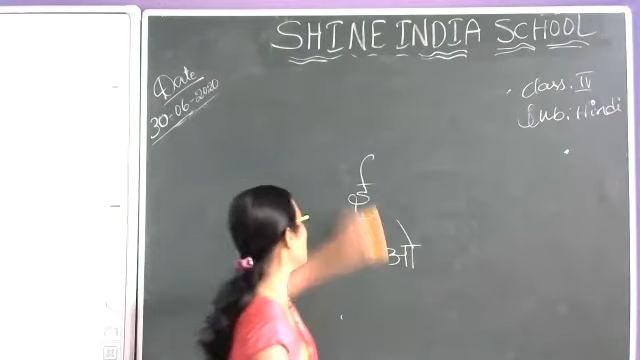 SHINE INDIA SCHOOL
Date
30-06-2020
class. IV
Sub: Hindi
ओ